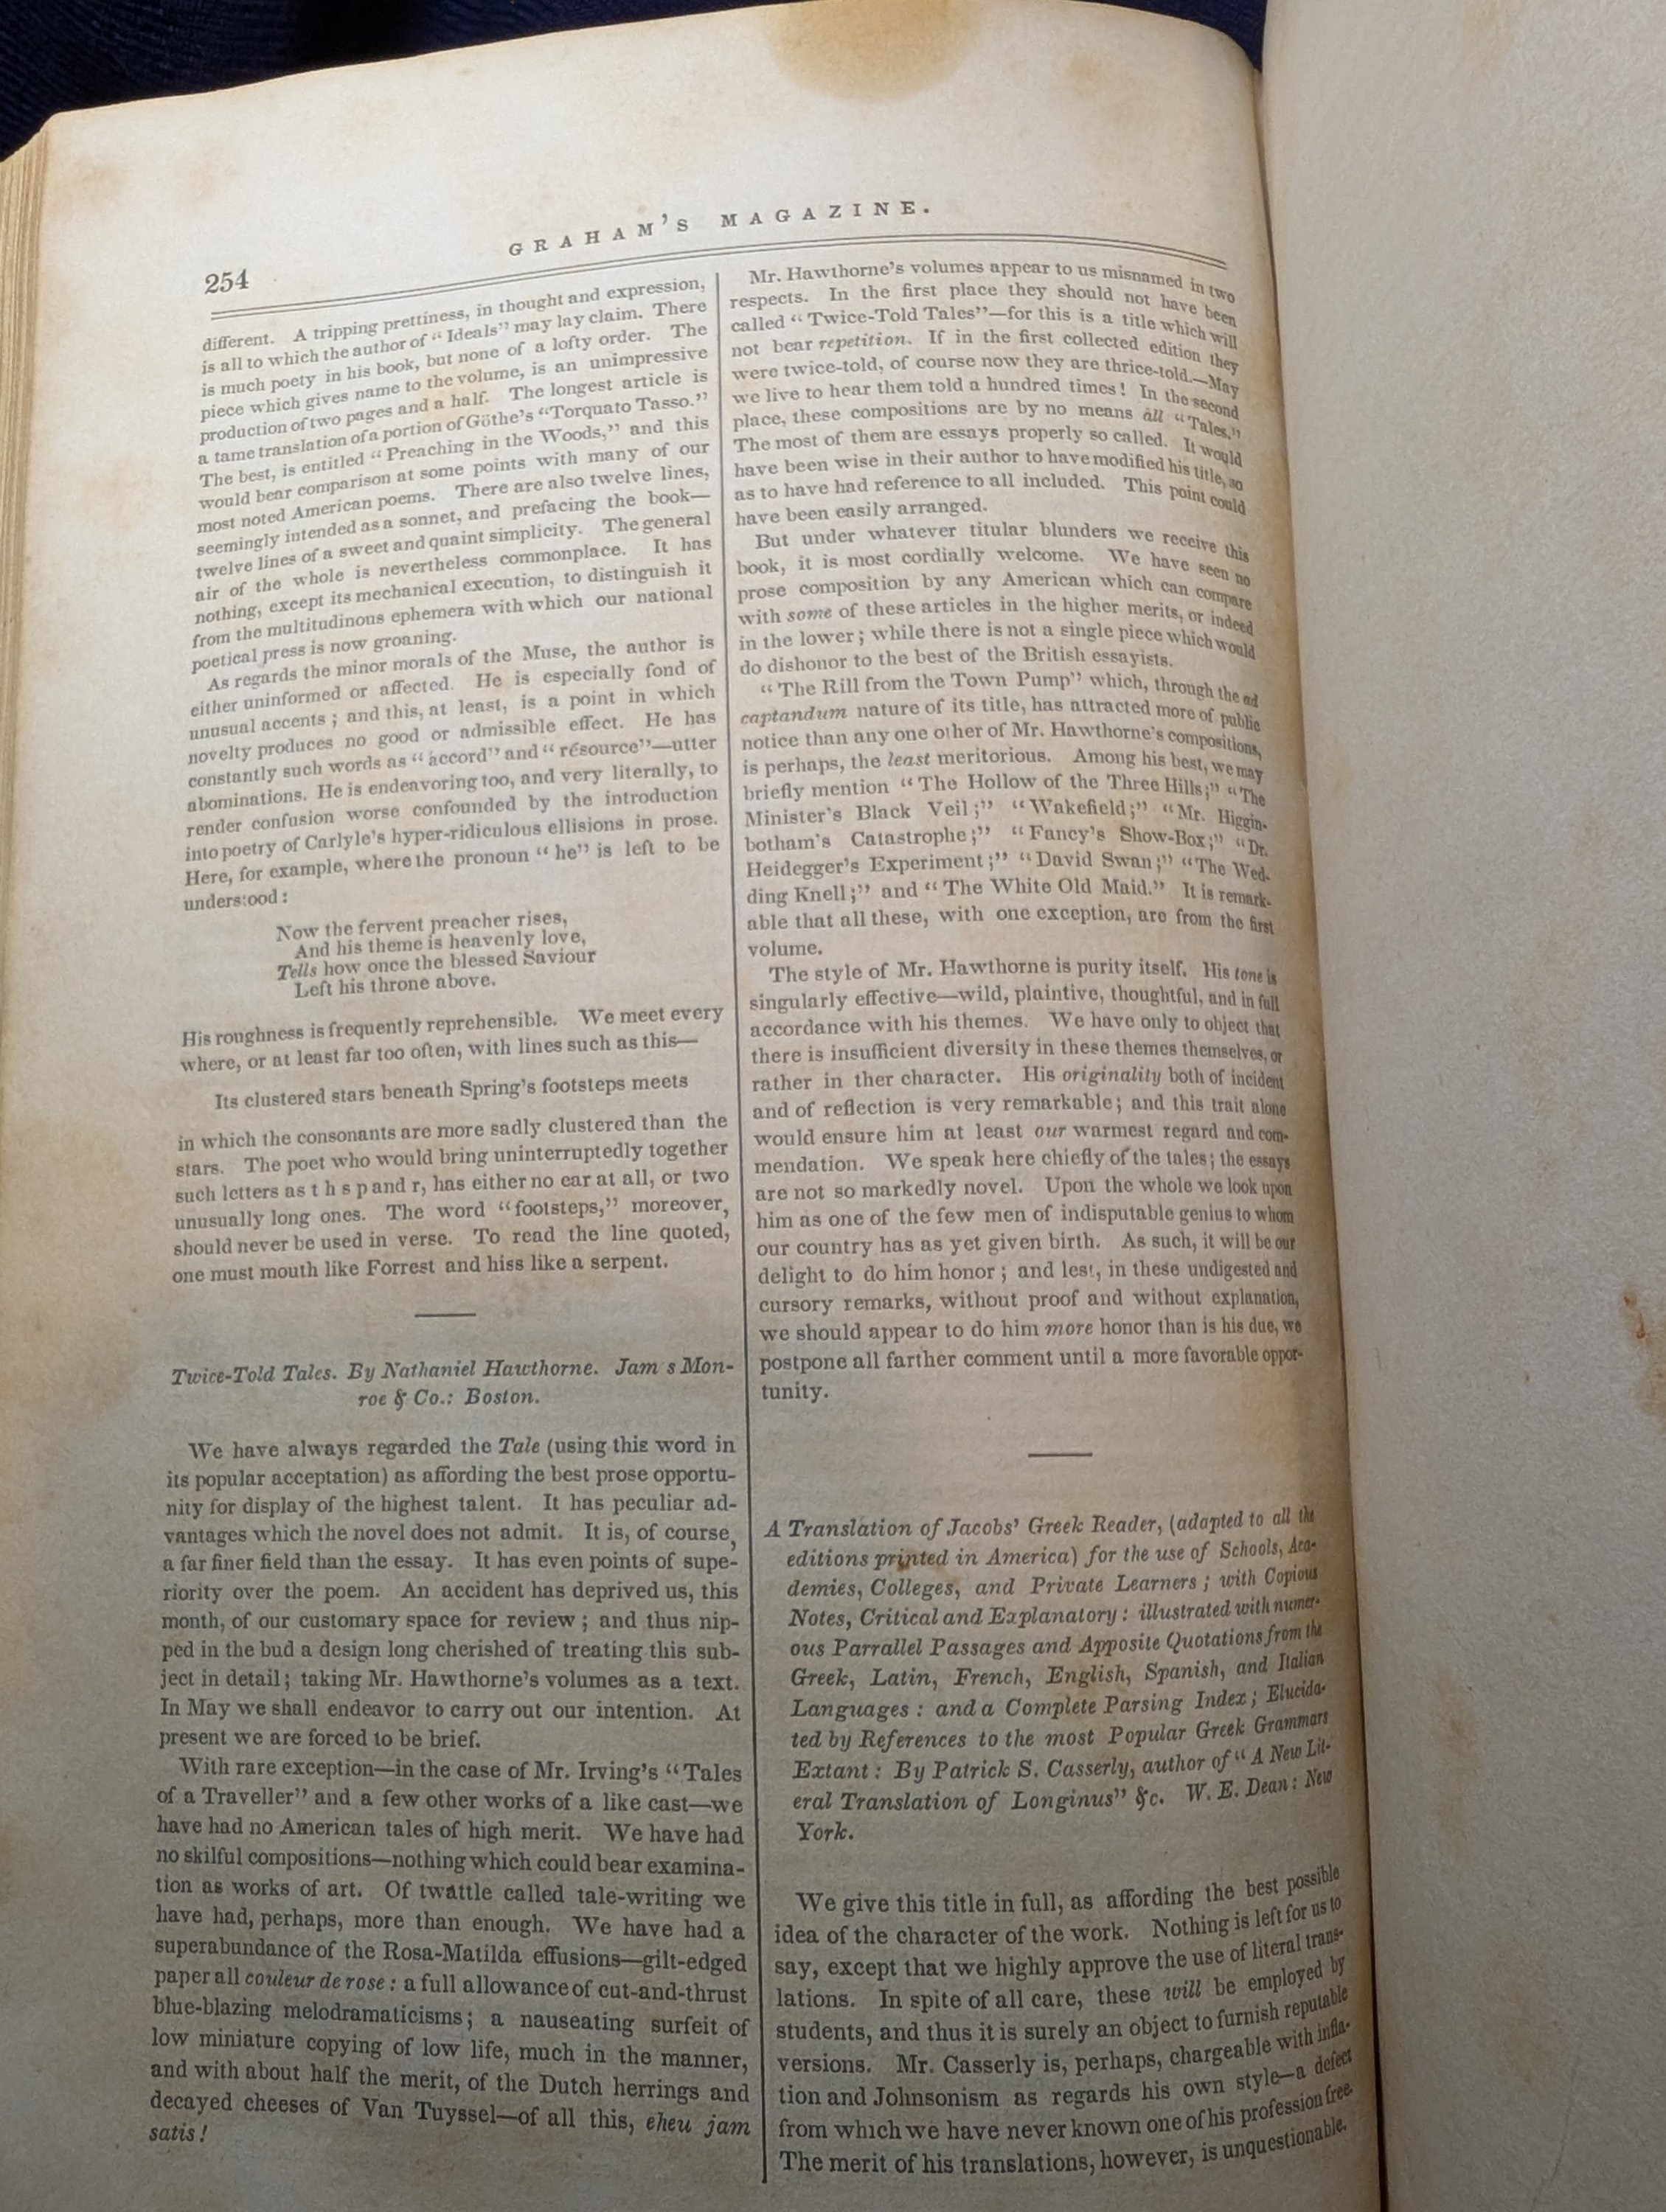 GRAHAM'S MAGAZINE.
254
different. A tripping prettiness, in thought and expression,
is all to which the author of "Ideals" may lay claim. There
is much poety in his book, but none of a lofty order. The
piece which gives name to the volume, is an unimpressive
production of two pages and a half. The longest article is
a tame translation of a portion of Göthe's "Torquato Tasso."
The best, is entitled "Preaching in the Woods," and this
would bear comparison at some points with many of our
most noted American poems. There are also twelve lines,
seemingly intended as a sonnet, and prefacing the book—
twelve lines of a sweet and quaint simplicity. The general
air of the whole is nevertheless commonplace. It has
nothing, except its mechanical execution, to distinguish it
from the multitudinous ephemera with which our national
poetical press is now groaning.
As regards the minor morals of the Muse, the author is
either uninformed or affected. He is especially fond of
unusual accents; and this, at least, is a point in which
novelty produces no good or admissible effect. He has
constantly such words as "áccord" and "résource"—utter
abominations. He is endeavoring too, and very literally, to
render confusion worse confounded by the introduction
into poetry of Carlyle's hyper-ridiculous ellisions in prose.
Here, for example, where the pronoun "he" is left to be
unders:ood:
Now the fervent preacher rises,
And his theme is heavenly love,
Tells how once the blessed Saviour
Left his throne above.
His roughness is frequently reprehensible. We meet every
where, or at least far too often, with lines such as this—
Its clustered stars beneath Spring's footsteps meets
in which the consonants are more sadly clustered than the
stars. The poet who would bring uninterruptedly together
such letters as t h s p and r, has either no ear at all, or two
unusually long ones. The word "footsteps," moreover,
should never be used in verse. To read the line quoted,
one must mouth like Forrest and hiss like a serpent.
Twice-Told Tales. By Nathaniel Hawthorne. Jam s Mon-
roe & Co.: Boston.
We have always regarded the Tale (using this word in
its popular acceptation) as affording the best prose opportu-
nity for display of the highest talent. It has peculiar ad-
vantages which the novel does not admit. It is, of course,
a far finer field than the essay. It has even points of supe-
riority over the poem. An accident has deprived us, this
month, of our customary space for review; and thus nip-
ped in the bud a design long cherished of treating this sub-
ject in detail; taking Mr. Hawthorne's volumes as a text.
In May we shall endeavor to carry out our intention. At
present we are forced to be brief.
With rare exception—in the case of Mr. Irving's "Tales
of a Traveller" and a few other works of a like cast—we
have had no American tales of high merit. We have had
no skilful compositions—nothing which could bear examina-
tion as works of art. Of twattle called tale-writing we
have had, perhaps, more than enough. We have had a
superabundance of the Rosa-Matilda effusions—gilt-edged
paper all couleur de rose: a full allowance of cut-and-thrust
blue-blazing melodramaticisms; a nauseating surfeit of
low miniature copying of low life, much in the manner,
and with about half the merit, of the Dutch herrings and
decayed cheeses of Van Tuyssel—of all this, eheu jam
satis!
Mr. Hawthorne's volumes appear to us misnamed in two
respects. In the first place they should not have been
called "Twice-Told Tales"—for this is a title which will
not bear repetition. If in the first collected edition they
were twice-told, of course now they are thrice-told.—May
we live to hear them told a hundred times! In the second
place, these compositions are by no means all "Tales."
The most of them are essays properly so called. It would
have been wise in their author to have modified his title, so
as to have had reference to all included. This point could
have been easily arranged.
But under whatever titular blunders we receive this
book, it is most cordially welcome. We have seen no
prose composition by any American which can compare
with some of these articles in the higher merits, or indeed
in the lower; while there is not a single piece which would
do dishonor to the best of the British essayists.
"The Rill from the Town Pump" which, through the ad
captandum nature of its title, has attracted more of public
notice than any one other of Mr. Hawthorne's compositions,
is perhaps, the least meritorious. Among his best, we may
briefly mention "The Hollow of the Three Hills;" "The
Minister's Black Veil;" "Wakefield;" "Mr. Higgin-
botham's Catastrophe;" "Fancy's Show-Box;" "Dr.
Heidegger's Experiment;" "David Swan;" "The Wed-
ding Knell;" and "The White Old Maid." It is remark-
able that all these, with one exception, are from the first
volume.
The style of Mr. Hawthorne is purity itself. His tone is
singularly effective—wild, plaintive, thoughtful, and in full
accordance with his themes. We have only to object that
there is insufficient diversity in these themes themselves, or
rather in ther character. His originality both of incident
and of reflection is very remarkable; and this trait alone
would ensure him at least our warmest regard and com-
mendation. We speak here chiefly of the tales; the essays
are not so markedly novel. Upon the whole we look upon
him as one of the few men of indisputable genius to whom
our country has as yet given birth. As such, it will be our
delight to do him honor; and lest, in these undigested and
cursory remarks, without proof and without explanation,
we should appear to do him more honor than is his due, we
postpone all farther comment until a more favorable oppor-
tunity.
A Translation of Jacobs' Greek Reader, (adapted to all the
editions printed in America) for the use of Schools, Aca-
demies, Colleges, and Private Learners; with Copious
Notes, Critical and Explanatory: illustrated with numer-
ous Parrallel Passages and Apposite Quotations from the
Greek, Latin, French, English, Spanish, and Italian
Languages: and a Complete Parsing Index; Elucida-
ted by References to the most Popular Greek Grammars
Extant: By Patrick S. Casserly, author of "A New Lit-
eral Translation of Longinus" &c. W. E. Dean: New
York.
We give this title in full, as affording the best possible
idea of the character of the work. Nothing is left for us to
say, except that we highly approve the use of literal trans-
lations. In spite of all care, these will be employed by
students, and thus it is surely an object to furnish reputable
versions. Mr. Casserly is, perhaps, chargeable with infla-
tion and Johnsonism as regards his own style—a defect
from which we have never known one of his profession free.
The merit of his translations, however, is unquestionable.